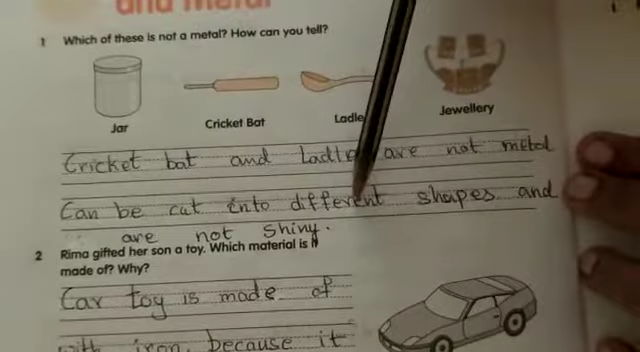 and Metal
1 Which of these is not a metal? How can you tell?
Jar Cricket Bat Ladle Jewellery
Cricket bat and Ladle are not metal
Can be cut into different shapes and
are not shiny.
2 Rima gifted her son a toy. Which material is it
made of? Why?
Car toy is made of
with iron. because it